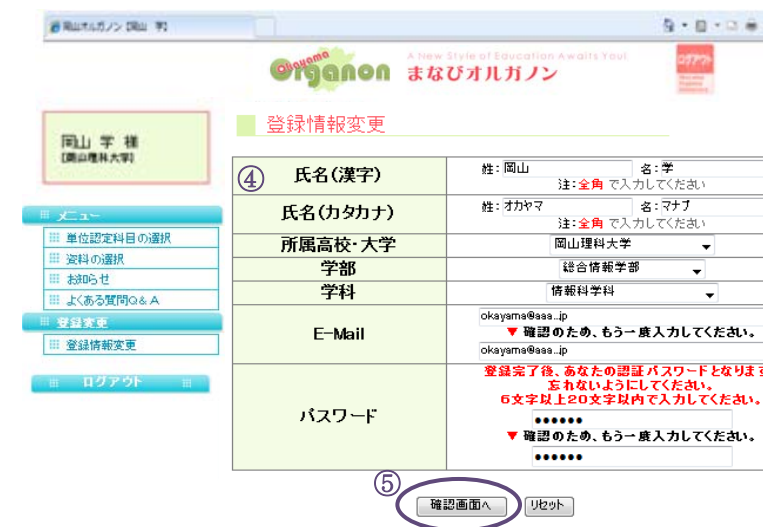 岡山オルガノン【岡山 学】
Okayama
Organon
A New Style of Education Awaits You!
まなびオルガノン
ログアウト
岡山 学 様
【岡山理科大学】
メニュー
単位認定科目の選択
資料の選択
お知らせ
よくある質問Q&A
登録変更
登録情報変更
ログアウト
登録情報変更
④
氏名(漢字)
姓:岡山 名:学
注:全角 で入力してください
氏名(カタカナ)
姓:オカヤマ 名:マナブ
注:全角 で入力してください
所属高校・大学
岡山理科大学
学部
総合情報学部
学科
情報科学科
E-Mail
okayama@aaa..jp
▼ 確認のため、もう一度入力してください。
okayama@aaa..jp
パスワード
登録完了後、あなたの認証パスワードとなります
忘れないようにしてください。
6文字以上20文字以内で入力してください。
●●●●●●
▼ 確認のため、もう一度入力してください。
●●●●●●
⑤
確認画面へ リセット